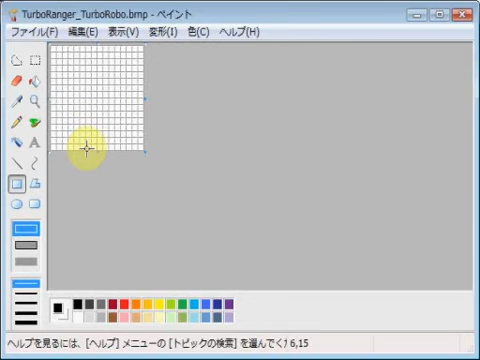 TurboRanger_TurboRobo.bmp - ペイント
ファイル(F) 編集(E) 表示(V) 変形(I) 色(C) ヘルプ(H)
A
ヘルプを見るには、[ヘルプ] メニューの [トピックの検索] を選んでく 6,15